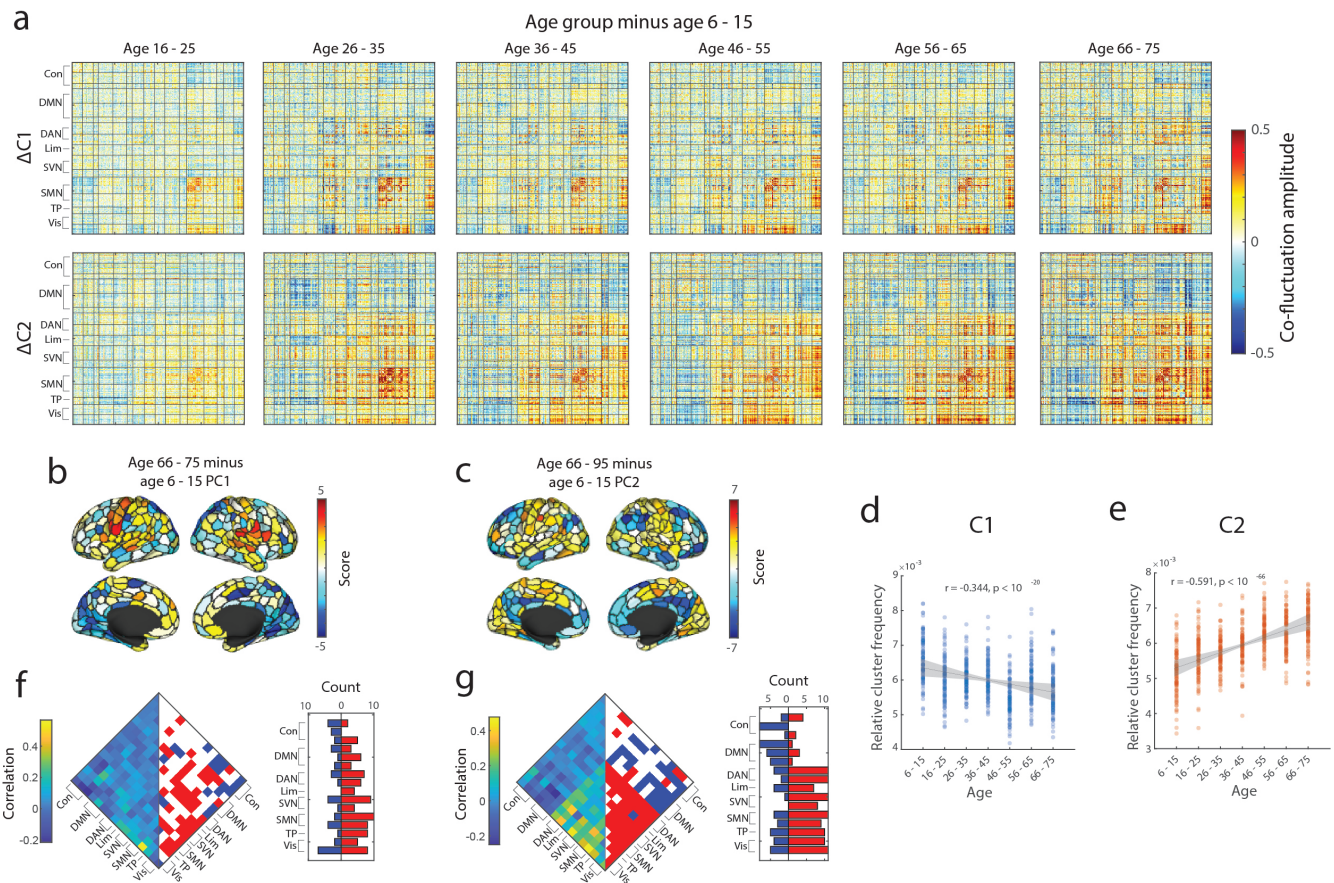 a
Age group minus age 6 - 15
Age 16 - 25
Age 26 - 35
Age 36 - 45
Age 46 - 55
Age 56 - 65
Age 66 - 75
ΔC1
Con
DMN
DAN
Lim
SVN
SMN
TP
Vis
ΔC2
Con
DMN
DAN
Lim
SVN
SMN
TP
Vis
0.5
0
-0.5
Co-fluctuation amplitude
b
Age 66 - 75 minus
age 6 - 15 PC1
5
-5
Score
c
Age 66 - 95 minus
age 6 - 15 PC2
7
-7
Score
d
C1
×10⁻³
r = -0.344, p < 10⁻²⁰
Relative cluster frequency
9
8
7
6
5
4
6 - 15
16 - 25
26 - 35
36 - 45
46 - 55
56 - 65
66 - 75
Age
e
C2
×10⁻³
r = -0.591, p < 10⁻⁶⁶
Relative cluster frequency
8
7
6
5
4
3
6 - 15
16 - 25
26 - 35
36 - 45
46 - 55
56 - 65
66 - 75
Age
f
Correlation
0.4
0.2
0
-0.2
Con
DMN
DAN
Lim
SVN
SMN
TP
Vis
Con
DMN
DAN
Lim
SVN
SMN
TP
Vis
Count
10 0 10
Con
DMN
DAN
Lim
SVN
SMN
TP
Vis
g
Correlation
0.4
0.2
0
-0.2
Con
DMN
DAN
Lim
SVN
SMN
TP
Vis
Con
DMN
DAN
Lim
SVN
SMN
TP
Vis
Count
5 0 5 10
Con
DMN
DAN
Lim
SVN
SMN
TP
Vis